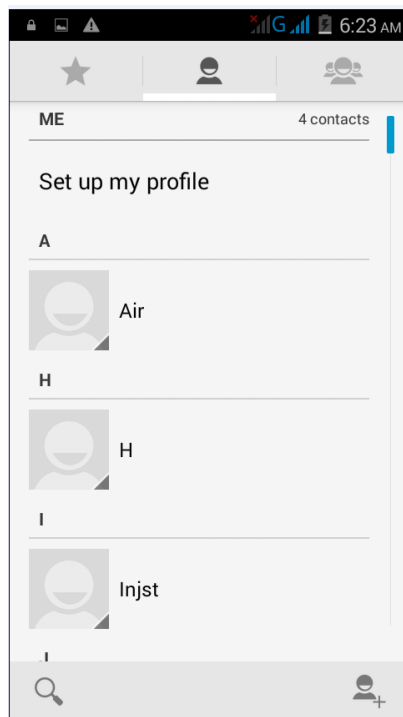 G 6:23 AM
ME 4 contacts
Set up my profile
A
Air
H
H
I
Injst
J